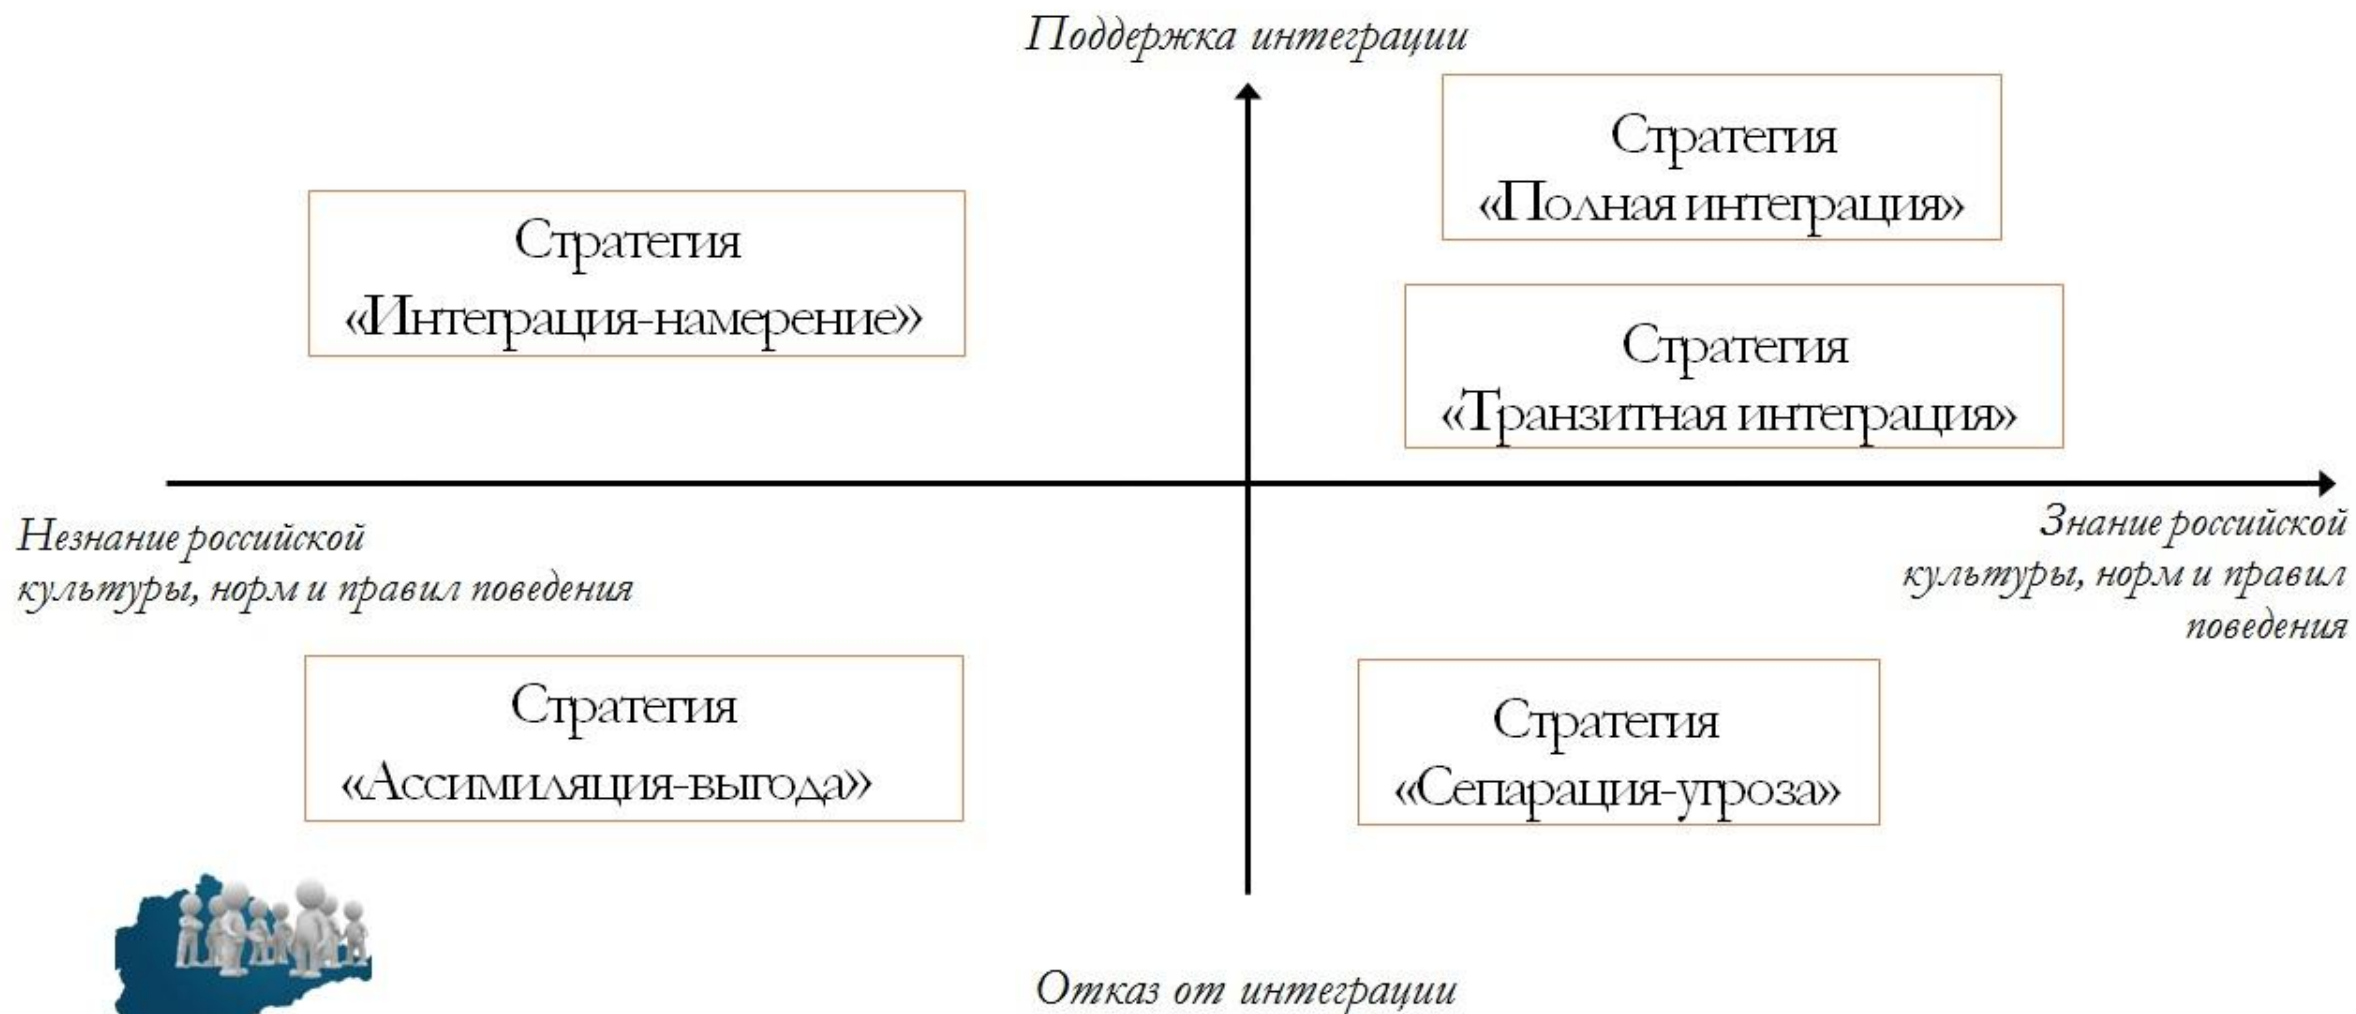 Поддержка интеграции
Стратегия
«Полная интеграция»
Стратегия
«Интеграция-намерение»
Стратегия
«Транзитная интеграция»
Незнание российской
культуры, норм и правил поведения
Знание российской
культуры, норм и правил
поведения
Стратегия
«Ассимиляция-выгода»
Стратегия
«Сепарация-угроза»
Отказ от интеграции